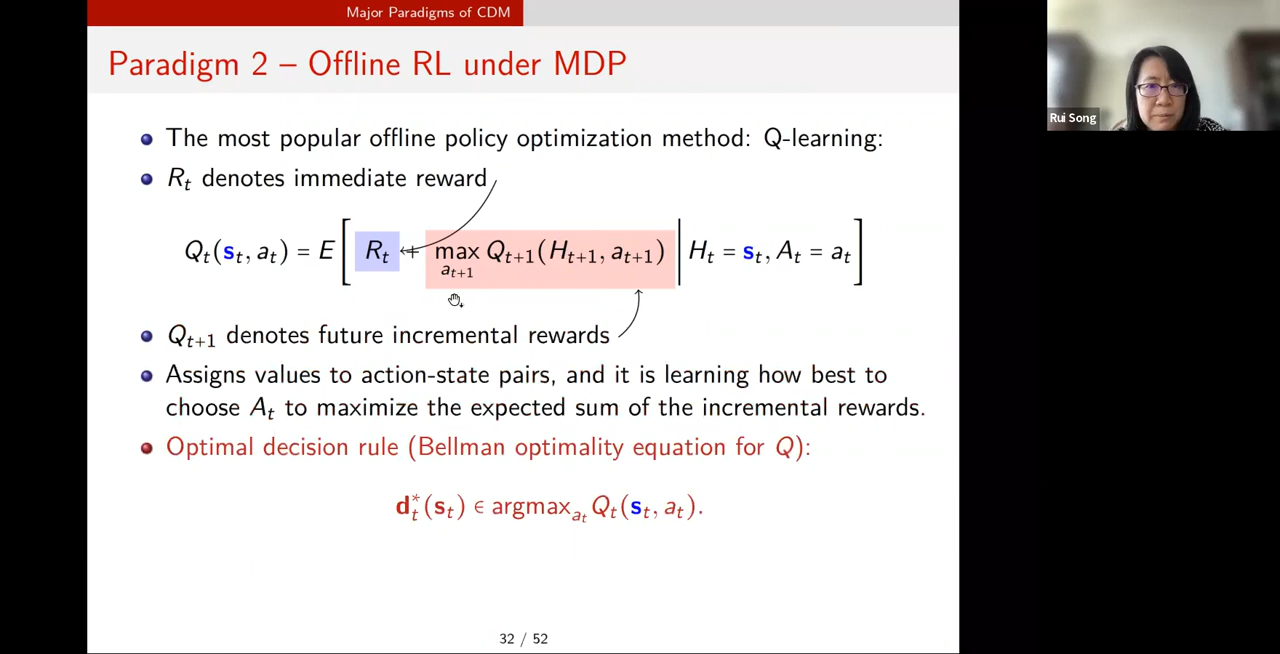 Major Paradigms of CDM
Paradigm 2 – Offline RL under MDP
Rui Song
The most popular offline policy optimization method: Q-learning:
R_t denotes immediate reward
Q_t(s_t, a_t) = E [ R_t + max_{a_{t+1}} Q_{t+1}(H_{t+1}, a_{t+1}) | H_t = s_t, A_t = a_t ]
Q_{t+1} denotes future incremental rewards
Assigns values to action-state pairs, and it is learning how best to
choose A_t to maximize the expected sum of the incremental rewards.
Optimal decision rule (Bellman optimality equation for Q):
d_t^*(s_t) ∈ argmax_{a_t} Q_t(s_t, a_t).
32 / 52